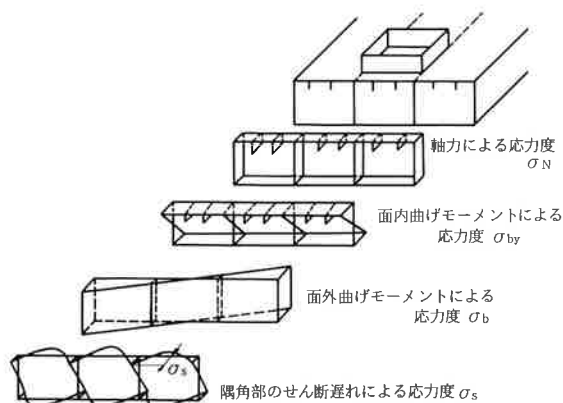 軸力による応力度
σN
面内曲げモーメントによる
応力度 σby
面外曲げモーメントによる
応力度 σb
σs
隅角部のせん断遅れによる応力度 σs